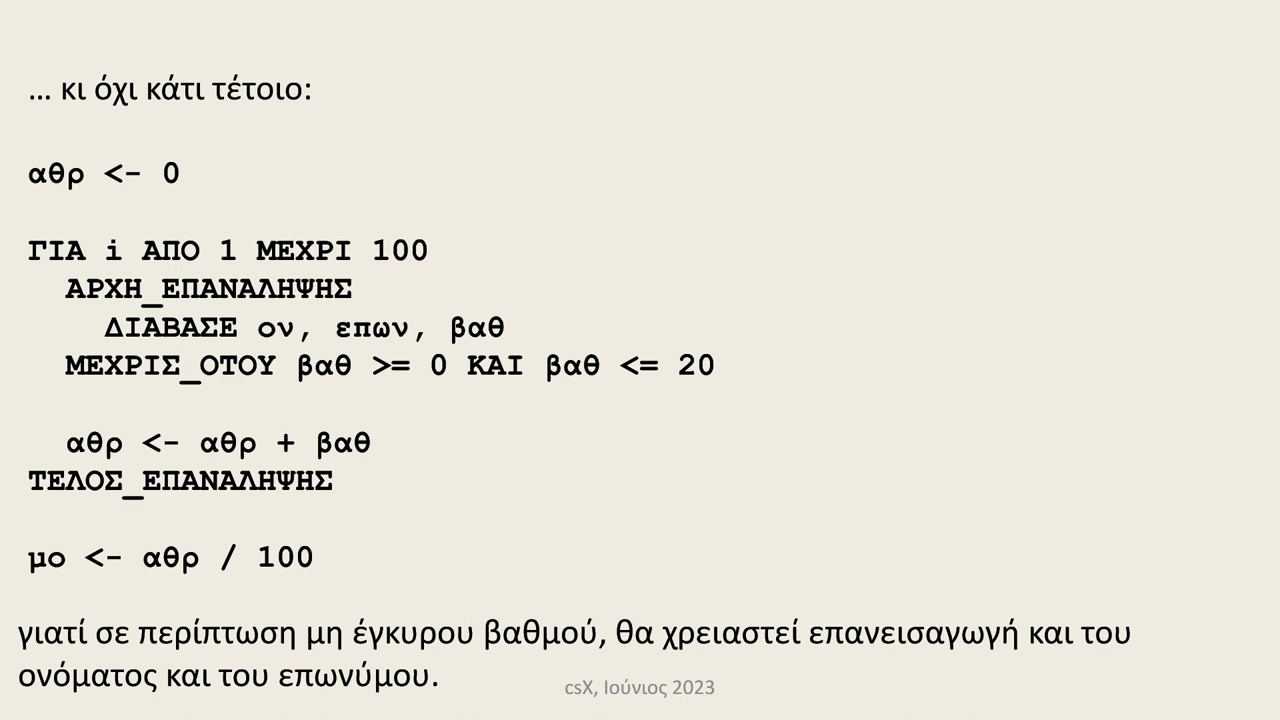 … κι όχι κάτι τέτοιο:
αθρ <- 0
ΓΙΑ i ΑΠΟ 1 ΜΕΧΡΙ 100
ΑΡΧΗ_ΕΠΑΝΑΛΗΨΗΣ
ΔΙΑΒΑΣΕ ον, επων, βαθ
ΜΕΧΡΙΣ_ΟΤΟΥ βαθ >= 0 ΚΑΙ βαθ <= 20
αθρ <- αθρ + βαθ
ΤΕΛΟΣ_ΕΠΑΝΑΛΗΨΗΣ
μο <- αθρ / 100
γιατί σε περίπτωση μη έγκυρου βαθμού, θα χρειαστεί επανεισαγωγή και του
ονόματος και του επωνύμου.
csX, Ιούνιος 2023